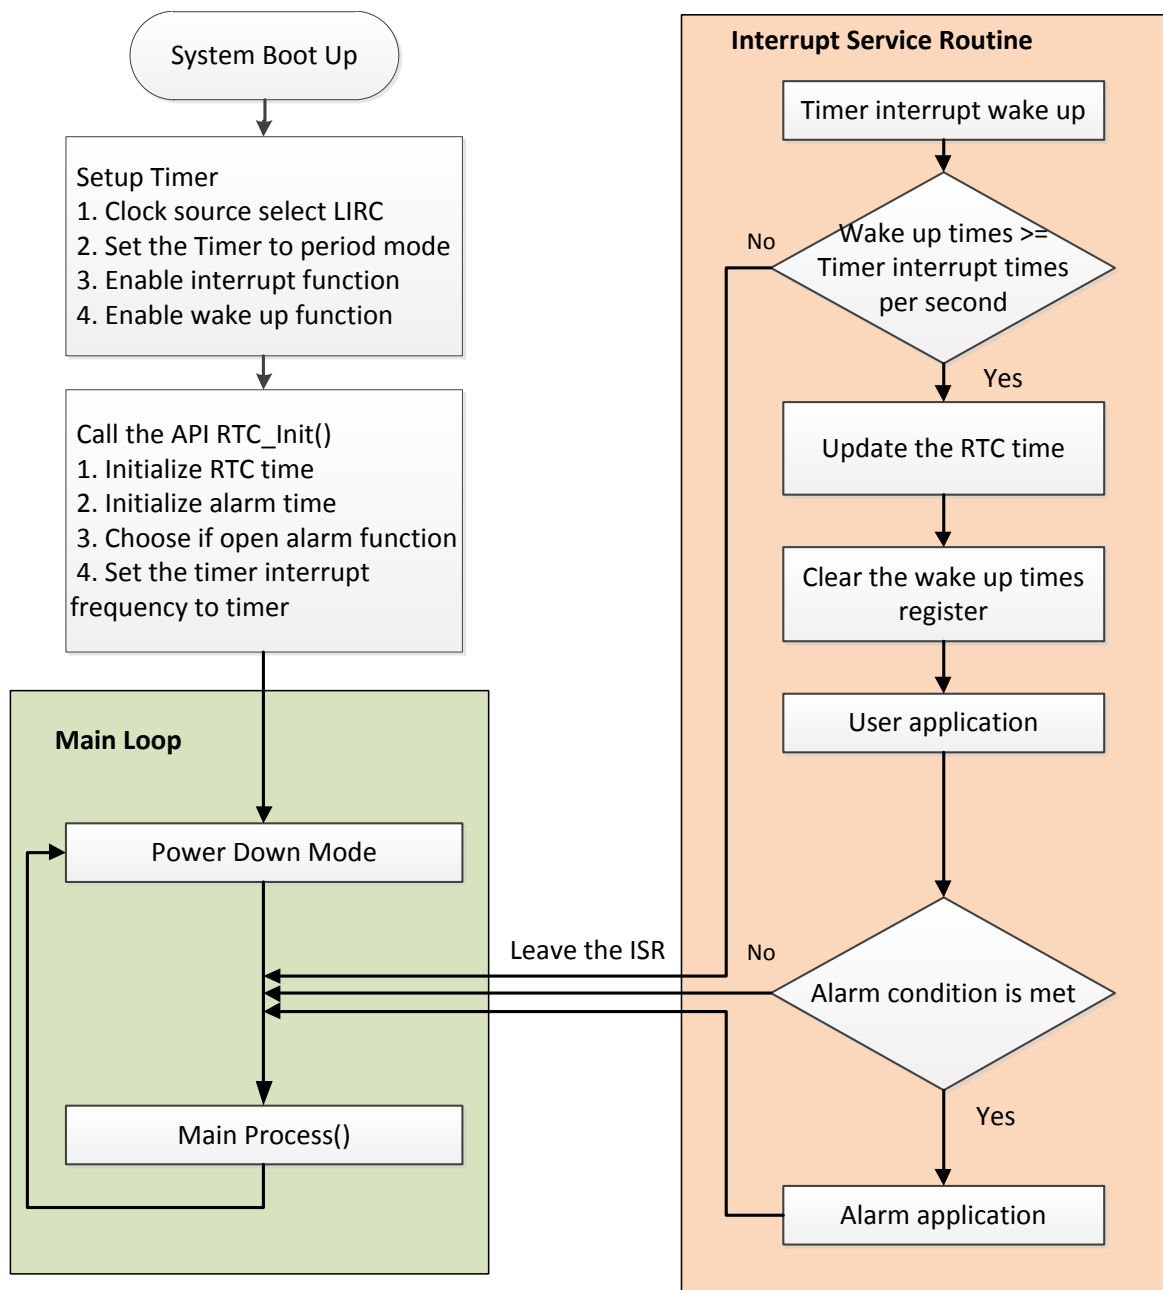 System Boot Up
Setup Timer
1. Clock source select LIRC
2. Set the Timer to period mode
3. Enable interrupt function
4. Enable wake up function
Call the API RTC_Init()
1. Initialize RTC time
2. Initialize alarm time
3. Choose if open alarm function
4. Set the timer interrupt
frequency to timer
Main Loop
Power Down Mode
Main Process()
Leave the ISR
Interrupt Service Routine
Timer interrupt wake up
Wake up times >=
Timer interrupt times
per second
No
Yes
Update the RTC time
Clear the wake up times
register
User application
Alarm condition is met
No
Yes
Alarm application